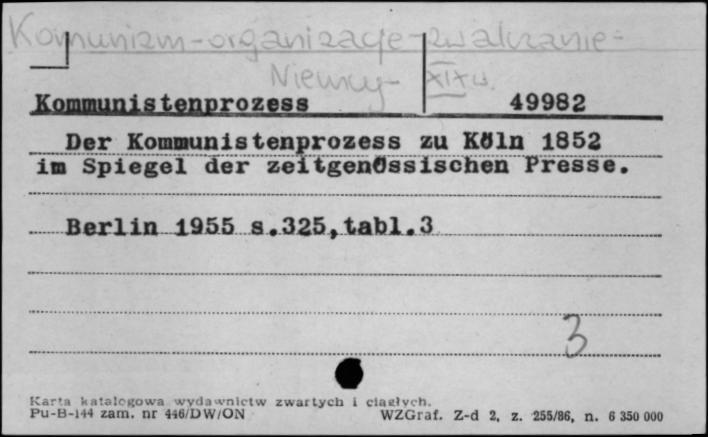 Komunizm - organizacje - zwalczanie -
Niemcy - XIX w.
Kommunistenprozess 49982
Der Kommunistenprozess zu Köln 1852
im Spiegel der zeitgenössischen Presse.
Berlin 1955 s.325,tabl.3
3
Karta katalogowa wydawnictw zwartych i ciągłych.
Pu-B-144 zam. nr 446/DW/ON WZGraf. Z-d 2, z. 255/86, n. 6 350 000